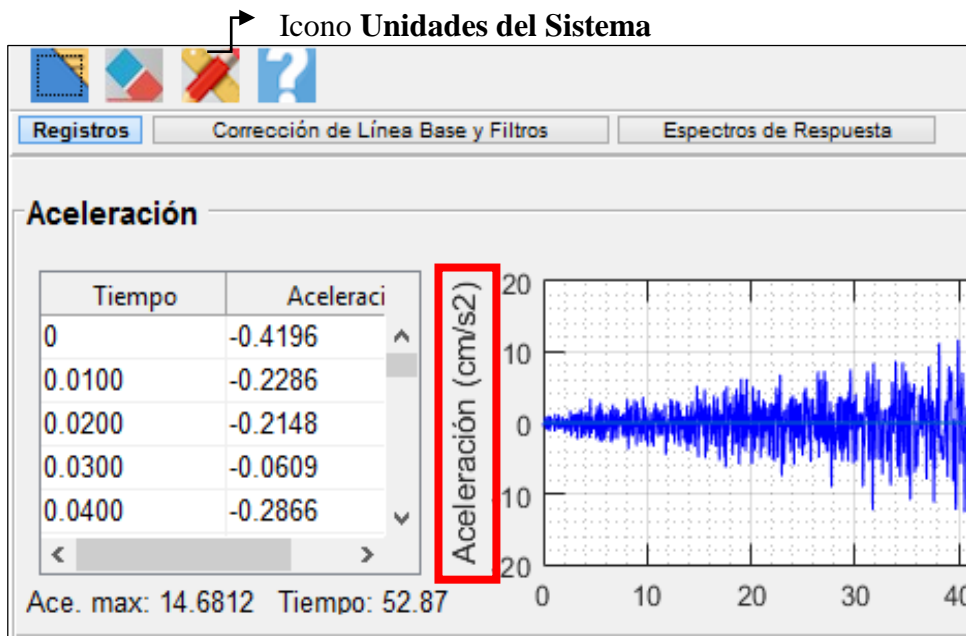 Icono Unidades del Sistema
Registros Corrección de Línea Base y Filtros Espectros de Respuesta
Aceleración
Tiempo Aceleraci
0 -0.4196
0.0100 -0.2286
0.0200 -0.2148
0.0300 -0.0609
0.0400 -0.2866
Ace. max: 14.6812 Tiempo: 52.87
Aceleración (cm/s2)
20
10
0
10
20
0 10 20 30 40